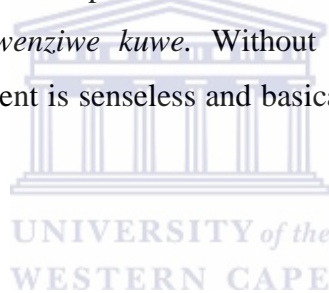 wenziwe kuwe. Without
ent is senseless and basica
UNIVERSITY of the
WESTERN CAPE